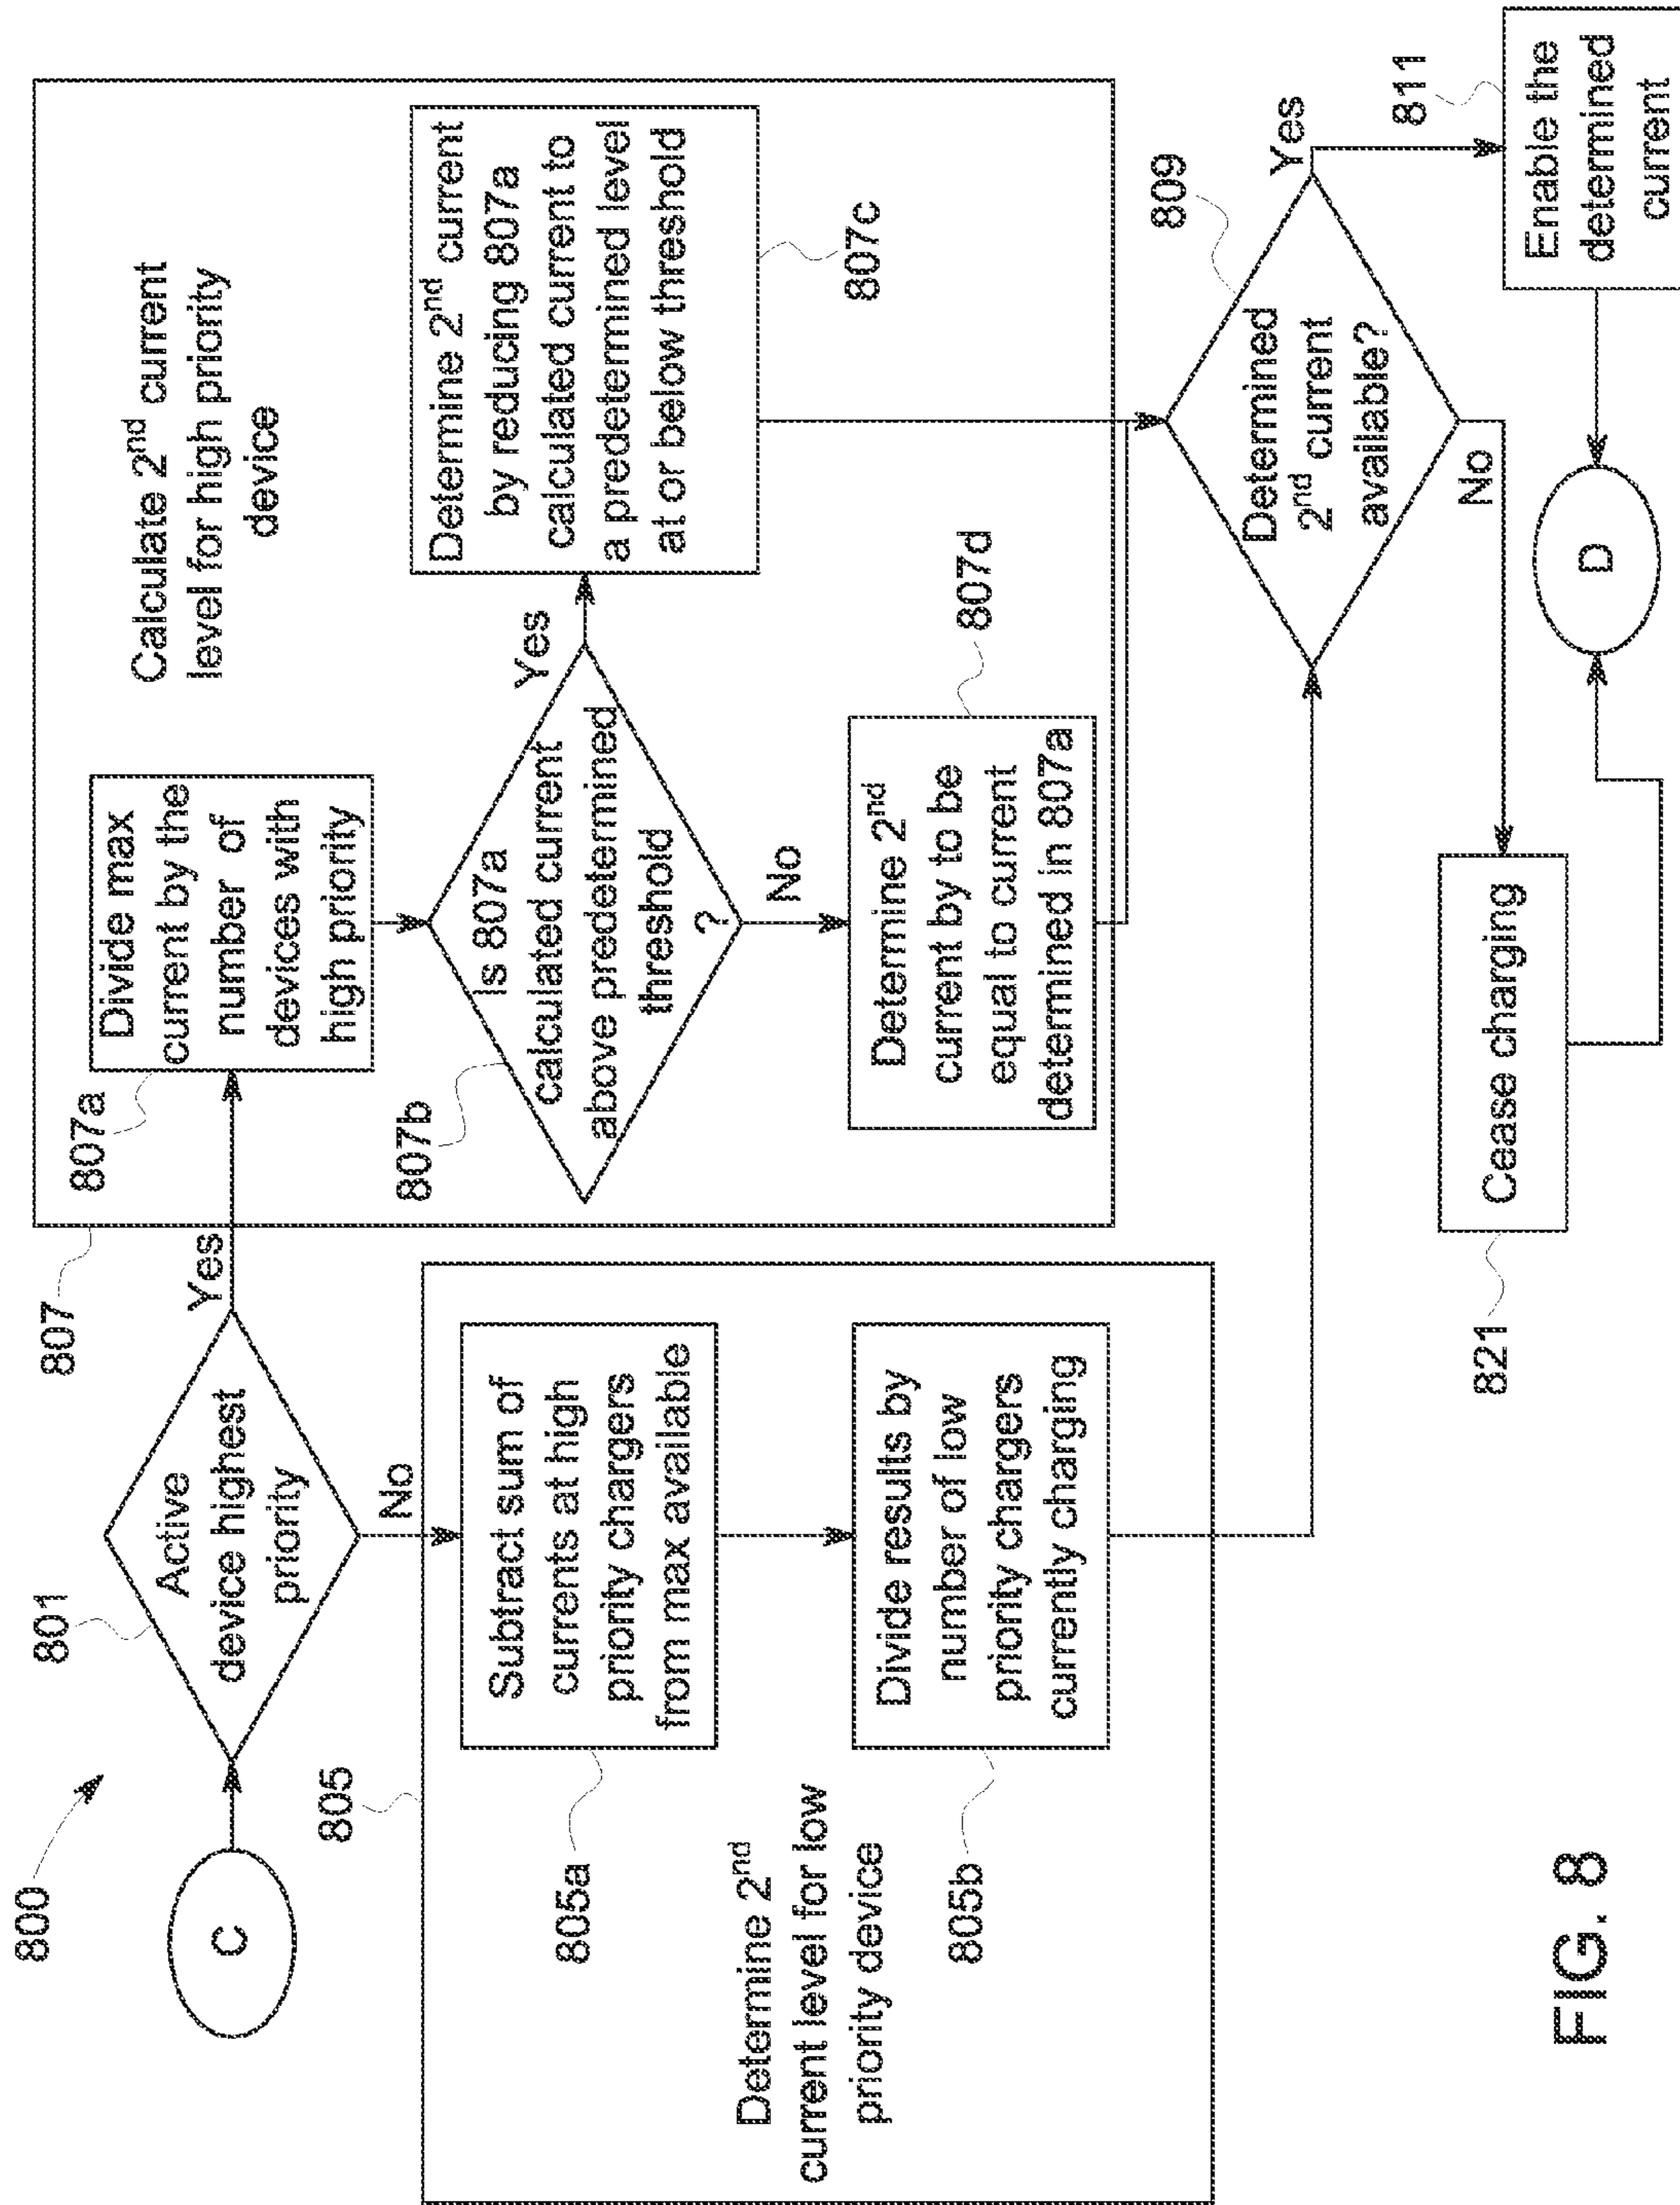 800
C
801
Active
device highest
priority
Yes
No
805
Determine 2nd
current level for low
priority device
805a
Subtract sum of
currents at high
priority chargers
from max available
805b
Divide results by
number of low
priority chargers
currently charging
807
Calculate 2nd current
level for high priority
device
807a
Divide max
current by the
number of
devices with
high priority
807b
Is 807a
calculated current
above predetermined
threshold
?
Yes
No
Determine 2nd current
by reducing 807a
calculated current to
a predetermined level
at or below threshold
807c
Determine 2nd
current by to be
equal to current
determined in 807a
807d
809
Determined
2nd current
available?
Yes
No
811
Enable the
determined
current
821
Cease charging
D
FIG. 8